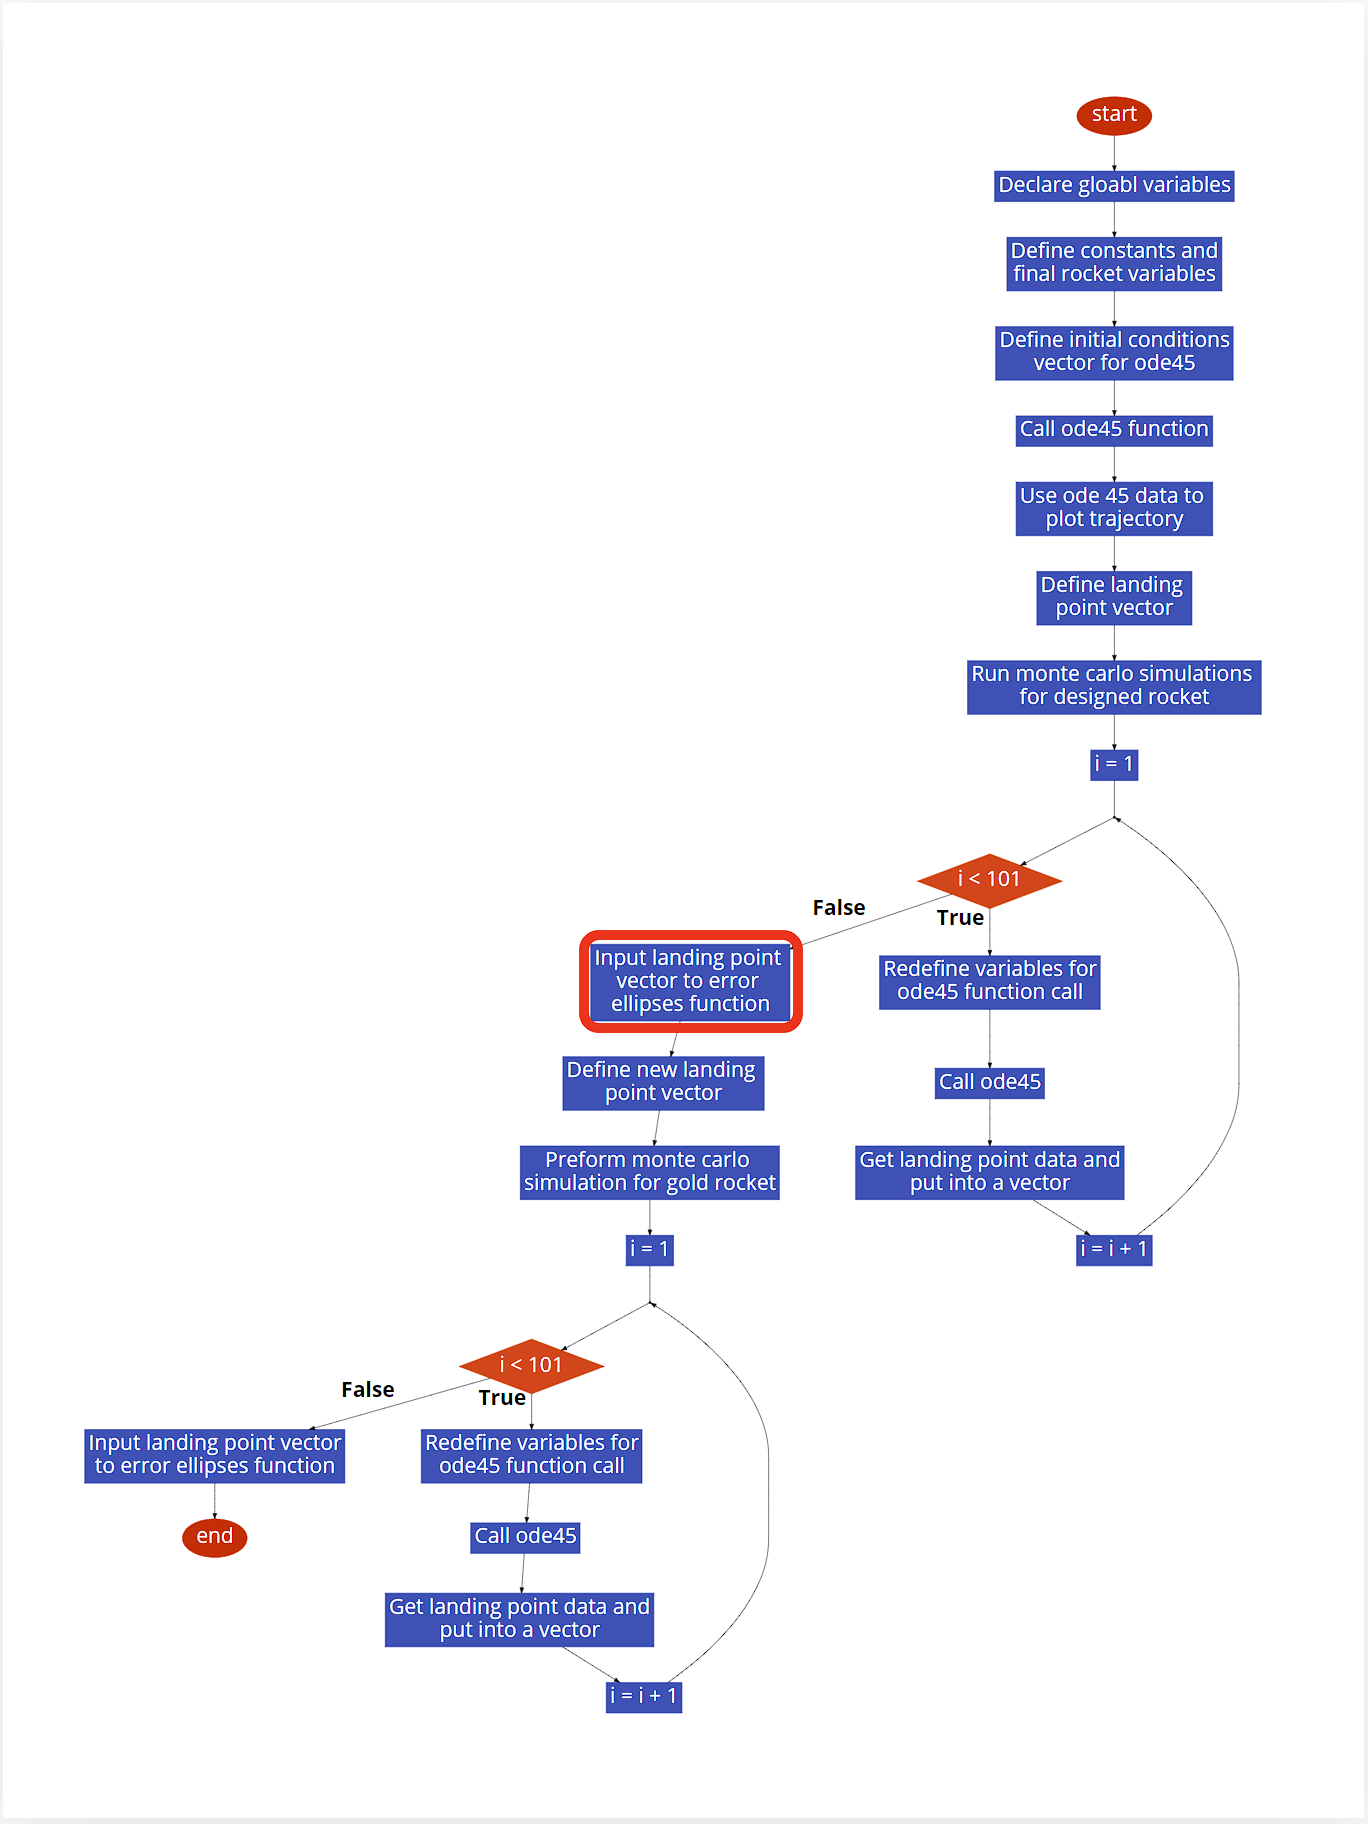 start
Declare gloabl variables
Define constants and
final rocket variables
Define initial conditions
vector for ode45
Call ode45 function
Use ode 45 data to
plot trajectory
Define landing
point vector
Run monte carlo simulations
for designed rocket
i = 1
i < 101
False
True
Input landing point
vector to error
ellipses function
Redefine variables for
ode45 function call
Define new landing
point vector
Call ode45
Preform monte carlo
simulation for gold rocket
Get landing point data and
put into a vector
i = 1
i = i + 1
i < 101
False
True
Input landing point vector
to error ellipses function
Redefine variables for
ode45 function call
end
Call ode45
Get landing point data and
put into a vector
i = i + 1